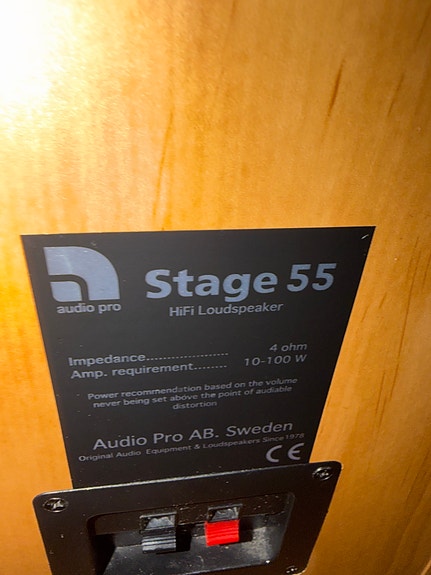 audio pro
Stage 55
HiFi Loudspeaker
Impedance.................... 4 ohm
Amp. requirement........ 10-100 W
Power recommendation based on the volume
never being set above the point of audiable
distortion
Audio Pro AB. Sweden
Original Audio Equipment & Loudspeakers Since 1978
CE